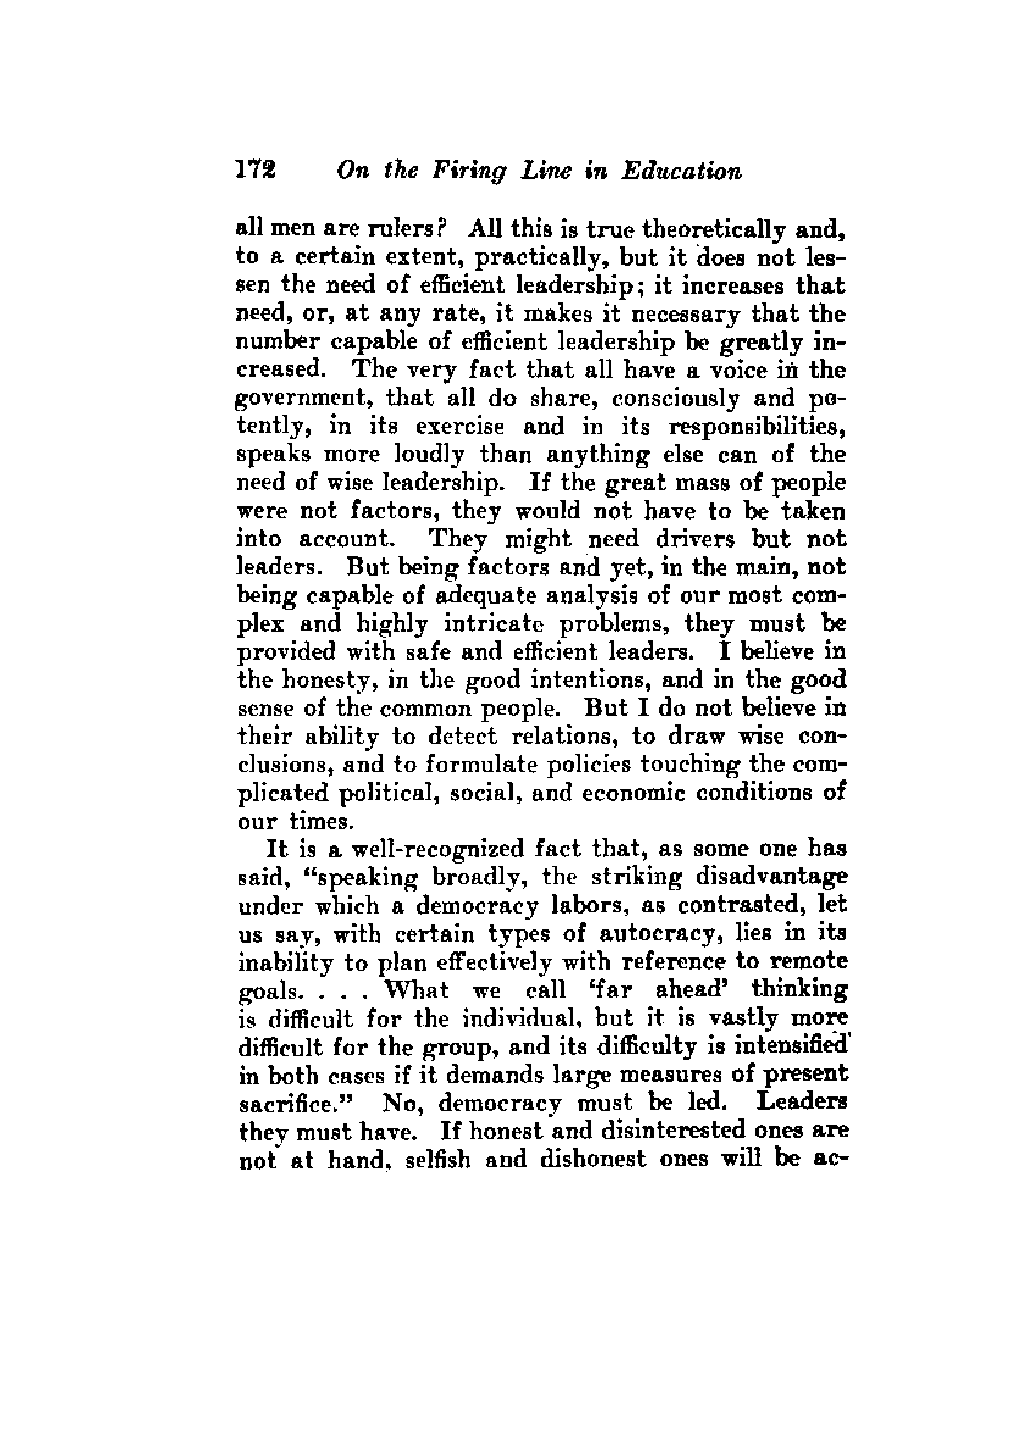 172 On the Firing Line in Education
all men are rulers? All this is true theoretically and,
to a certain extent, practically, but it does not les-
sen the need of efficient leadership; it increases that
need, or, at any rate, it makes it necessary that the
number capable of efficient leadership be greatly in-
creased. The very fact that all have a voice in the
government, that all do share, consciously and po-
tently, in its exercise and in its responsibilities,
speaks more loudly than anything else can of the
need of wise leadership. If the great mass of people
were not factors, they would not have to be taken
into account. They might need drivers but not
leaders. But being factors and yet, in the main, not
being capable of adequate analysis of our most com-
plex and highly intricate problems, they must be
provided with safe and efficient leaders. I believe in
the honesty, in the good intentions, and in the good
sense of the common people. But I do not believe in
their ability to detect relations, to draw wise con-
clusions, and to formulate policies touching the com-
plicated political, social, and economic conditions of
our times.
It is a well-recognized fact that, as some one has
said, "speaking broadly, the striking disadvantage
under which a democracy labors, as contrasted, let
us say, with certain types of autocracy, lies in its
inability to plan effectively with reference to remote
goals. . . . What we call 'far ahead' thinking
is difficult for the individual, but it is vastly more
difficult for the group, and its difficulty is intensified
in both cases if it demands large measures of present
sacrifice." No, democracy must be led. Leaders
they must have. If honest and disinterested ones are
not at hand, selfish and dishonest ones will be ac-